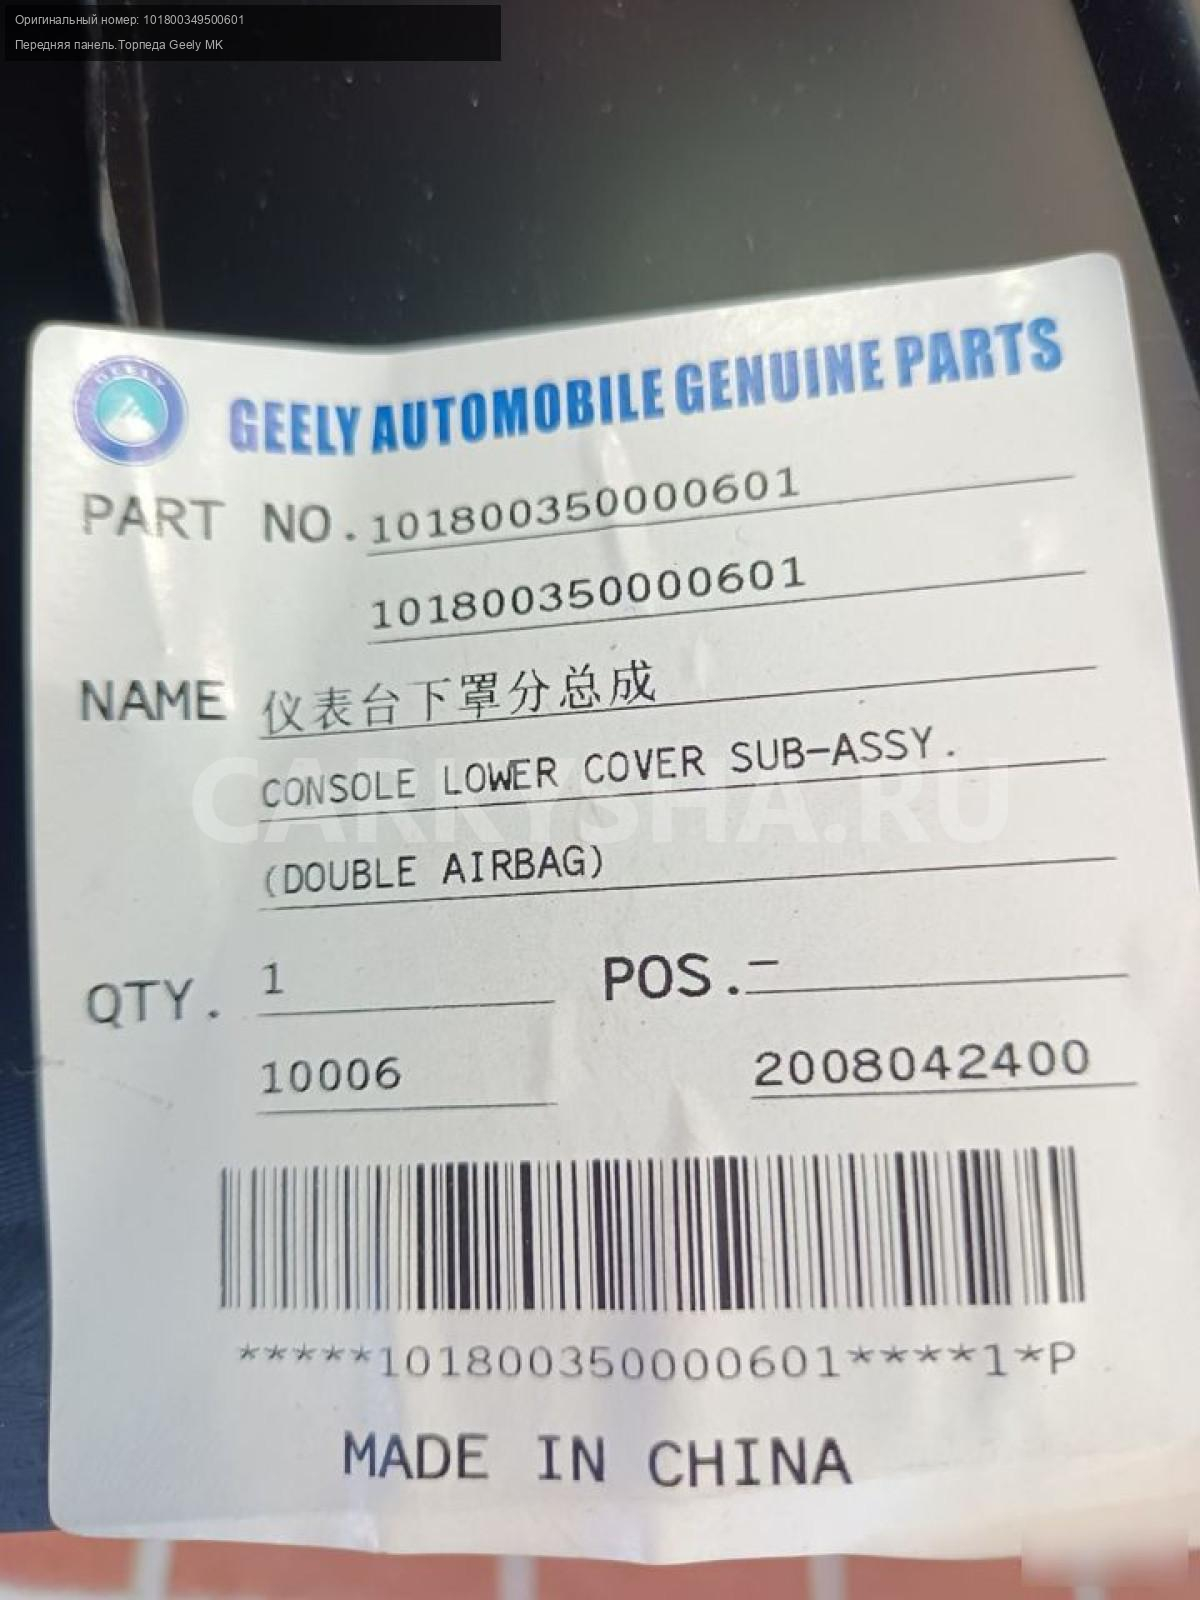 Оригинальный номер: 101800349500601
Передняя панель.Торпеда Geely MK
GEELY
GEELY AUTOMOBILE GENUINE PARTS
PART NO. 101800350000601
101800350000601
NAME 仪表台下罩分总成
CONSOLE LOWER COVER SUB-ASSY.
CARKYSHA.RU
(DOUBLE AIRBAG)
QTY. 1 POS. –
10006 2008042400
*****101800350000601****1*P
MADE IN CHINA